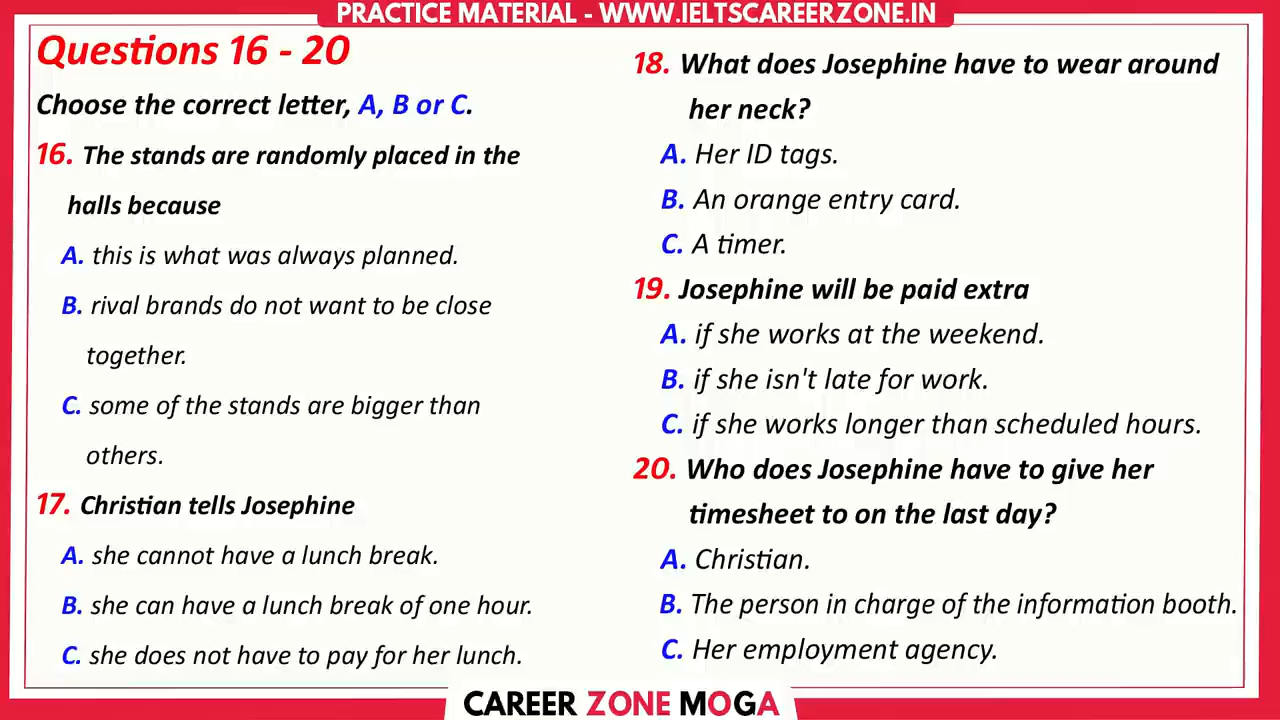 PRACTICE MATERIAL - WWW.IELTSCAREERZONE.IN
Questions 16 - 20
Choose the correct letter, A, B or C.
16. The stands are randomly placed in the
halls because
A. this is what was always planned.
B. rival brands do not want to be close
together.
C. some of the stands are bigger than
others.
17. Christian tells Josephine
A. she cannot have a lunch break.
B. she can have a lunch break of one hour.
C. she does not have to pay for her lunch.
18. What does Josephine have to wear around
her neck?
A. Her ID tags.
B. An orange entry card.
C. A timer.
19. Josephine will be paid extra
A. if she works at the weekend.
B. if she isn't late for work.
C. if she works longer than scheduled hours.
20. Who does Josephine have to give her
timesheet to on the last day?
A. Christian.
B. The person in charge of the information booth.
C. Her employment agency.
CAREER ZONE MOGA